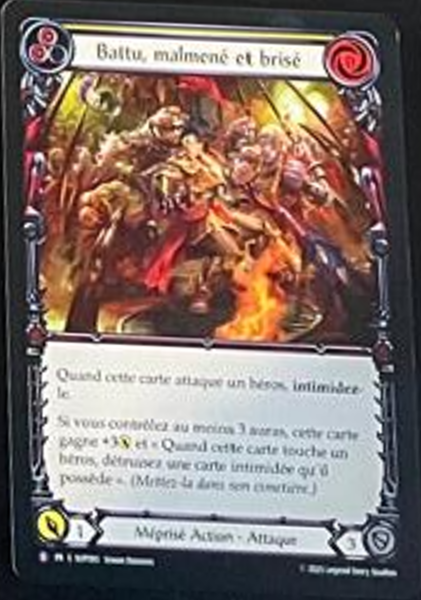 Battu, malmené et brisé
Quand cette carte attaque un héros, intimidez-
le.
Si vous contrôlez au moins 3 auras, cette carte
gagne +3 et « Quand cette carte touche un
héros, détruisez une carte intimidée qu'il
possède ». (Mettez-la dans son cimetière.)
1
Méprisé Action - Attaque
3
© 2025 Legend Story Studios